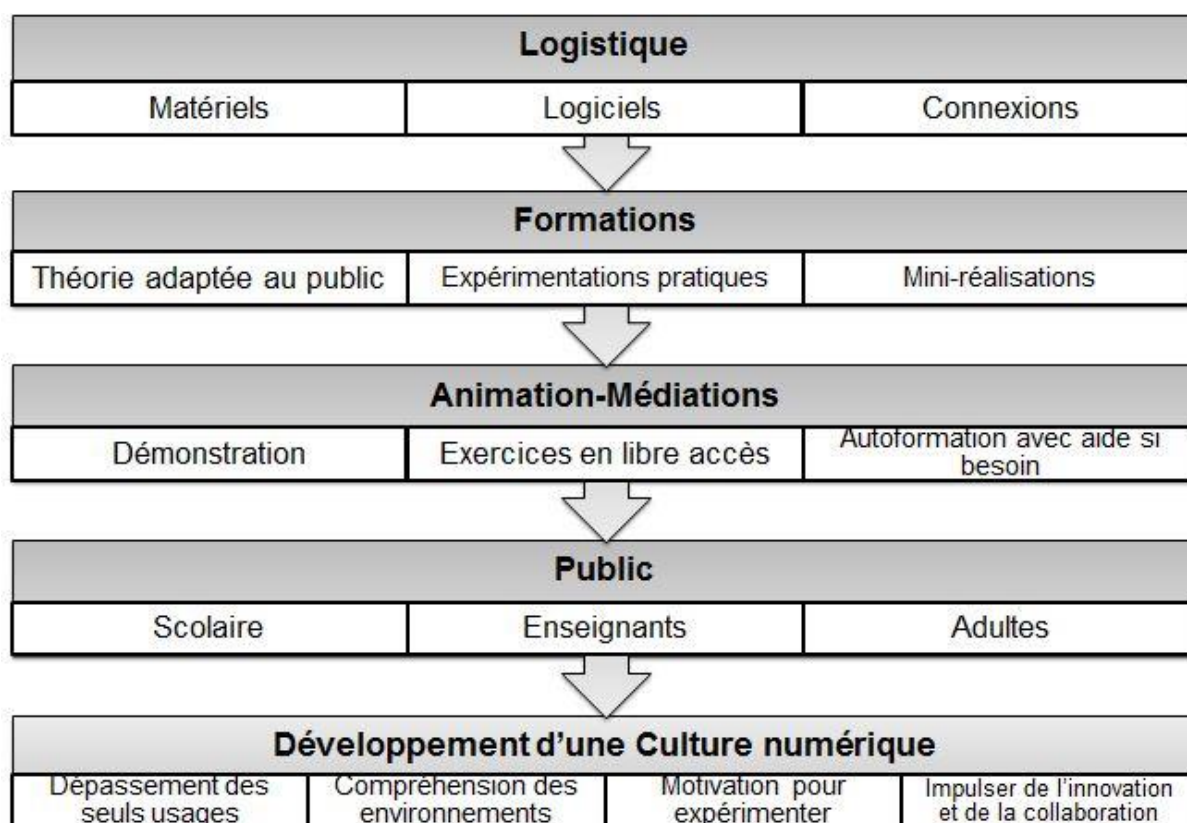 Logistique
Matériels
Logiciels
Connexions
Formations
Théorie adaptée au public
Expérimentations pratiques
Mini-réalisations
Animation-Médiations
Démonstration
Exercices en libre accès
Autoformation avec aide si
besoin
Public
Scolaire
Enseignants
Adultes
Développement d’une Culture numérique
Dépassement des
seuls usages
Compréhension des
environnements
Motivation pour
expérimenter
Impulser de l’innovation
et de la collaboration